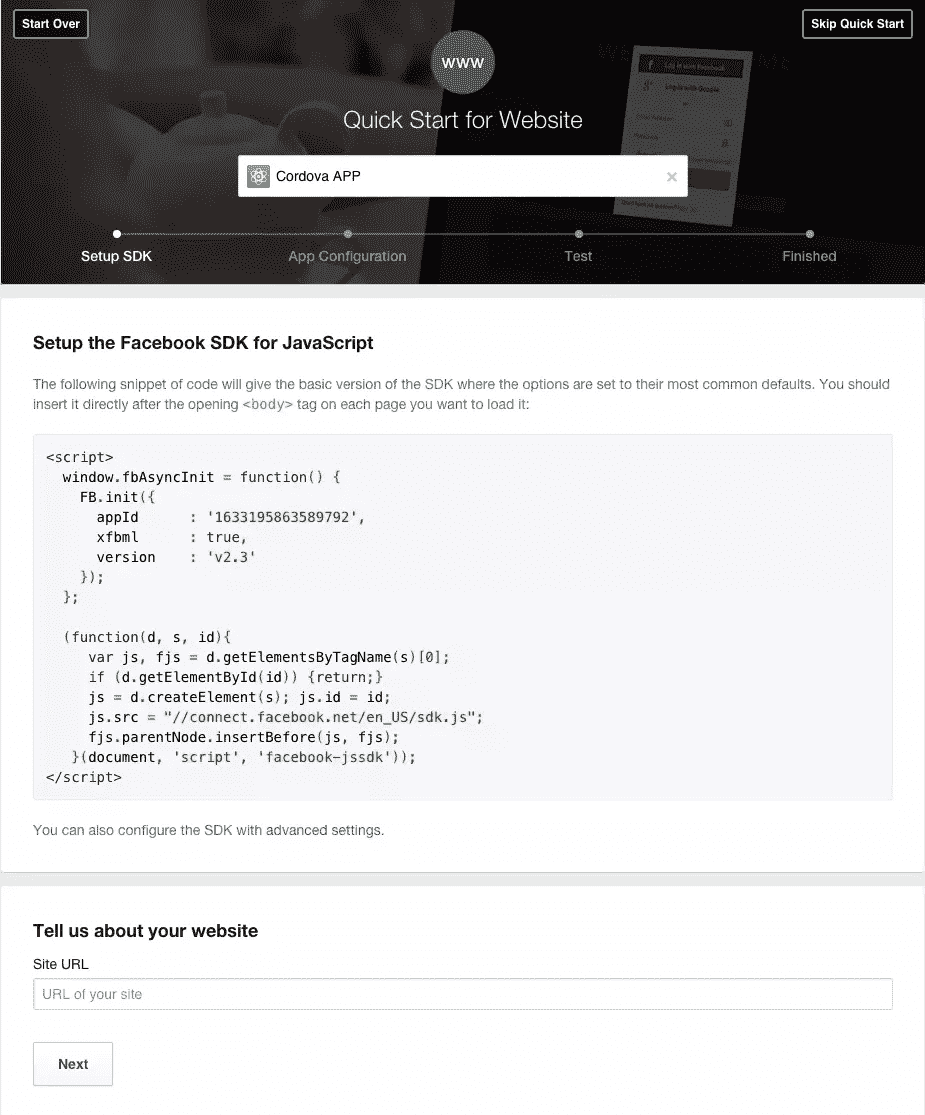 Start Over
Skip Quick Start
www
Quick Start for Website
Cordova APP
×
Setup SDK
App Configuration
Test
Finished
Setup the Facebook SDK for JavaScript
The following snippet of code will give the basic version of the SDK where the options are set to their most common defaults. You should
insert it directly after the opening <body> tag on each page you want to load it:
<script>
  window.fbAsyncInit = function() {
    FB.init({
      appId      : '1633195863589792',
      xfbml      : true,
      version    : 'v2.3'
    });
  };

  (function(d, s, id){
     var js, fjs = d.getElementsByTagName(s)[0];
     if (d.getElementById(id)) {return;}
     js = d.createElement(s); js.id = id;
     js.src = "//connect.facebook.net/en_US/sdk.js";
     fjs.parentNode.insertBefore(js, fjs);
   }(document, 'script', 'facebook-jssdk'));
</script>
You can also configure the SDK with advanced settings.
Tell us about your website
Site URL
URL of your site
Next